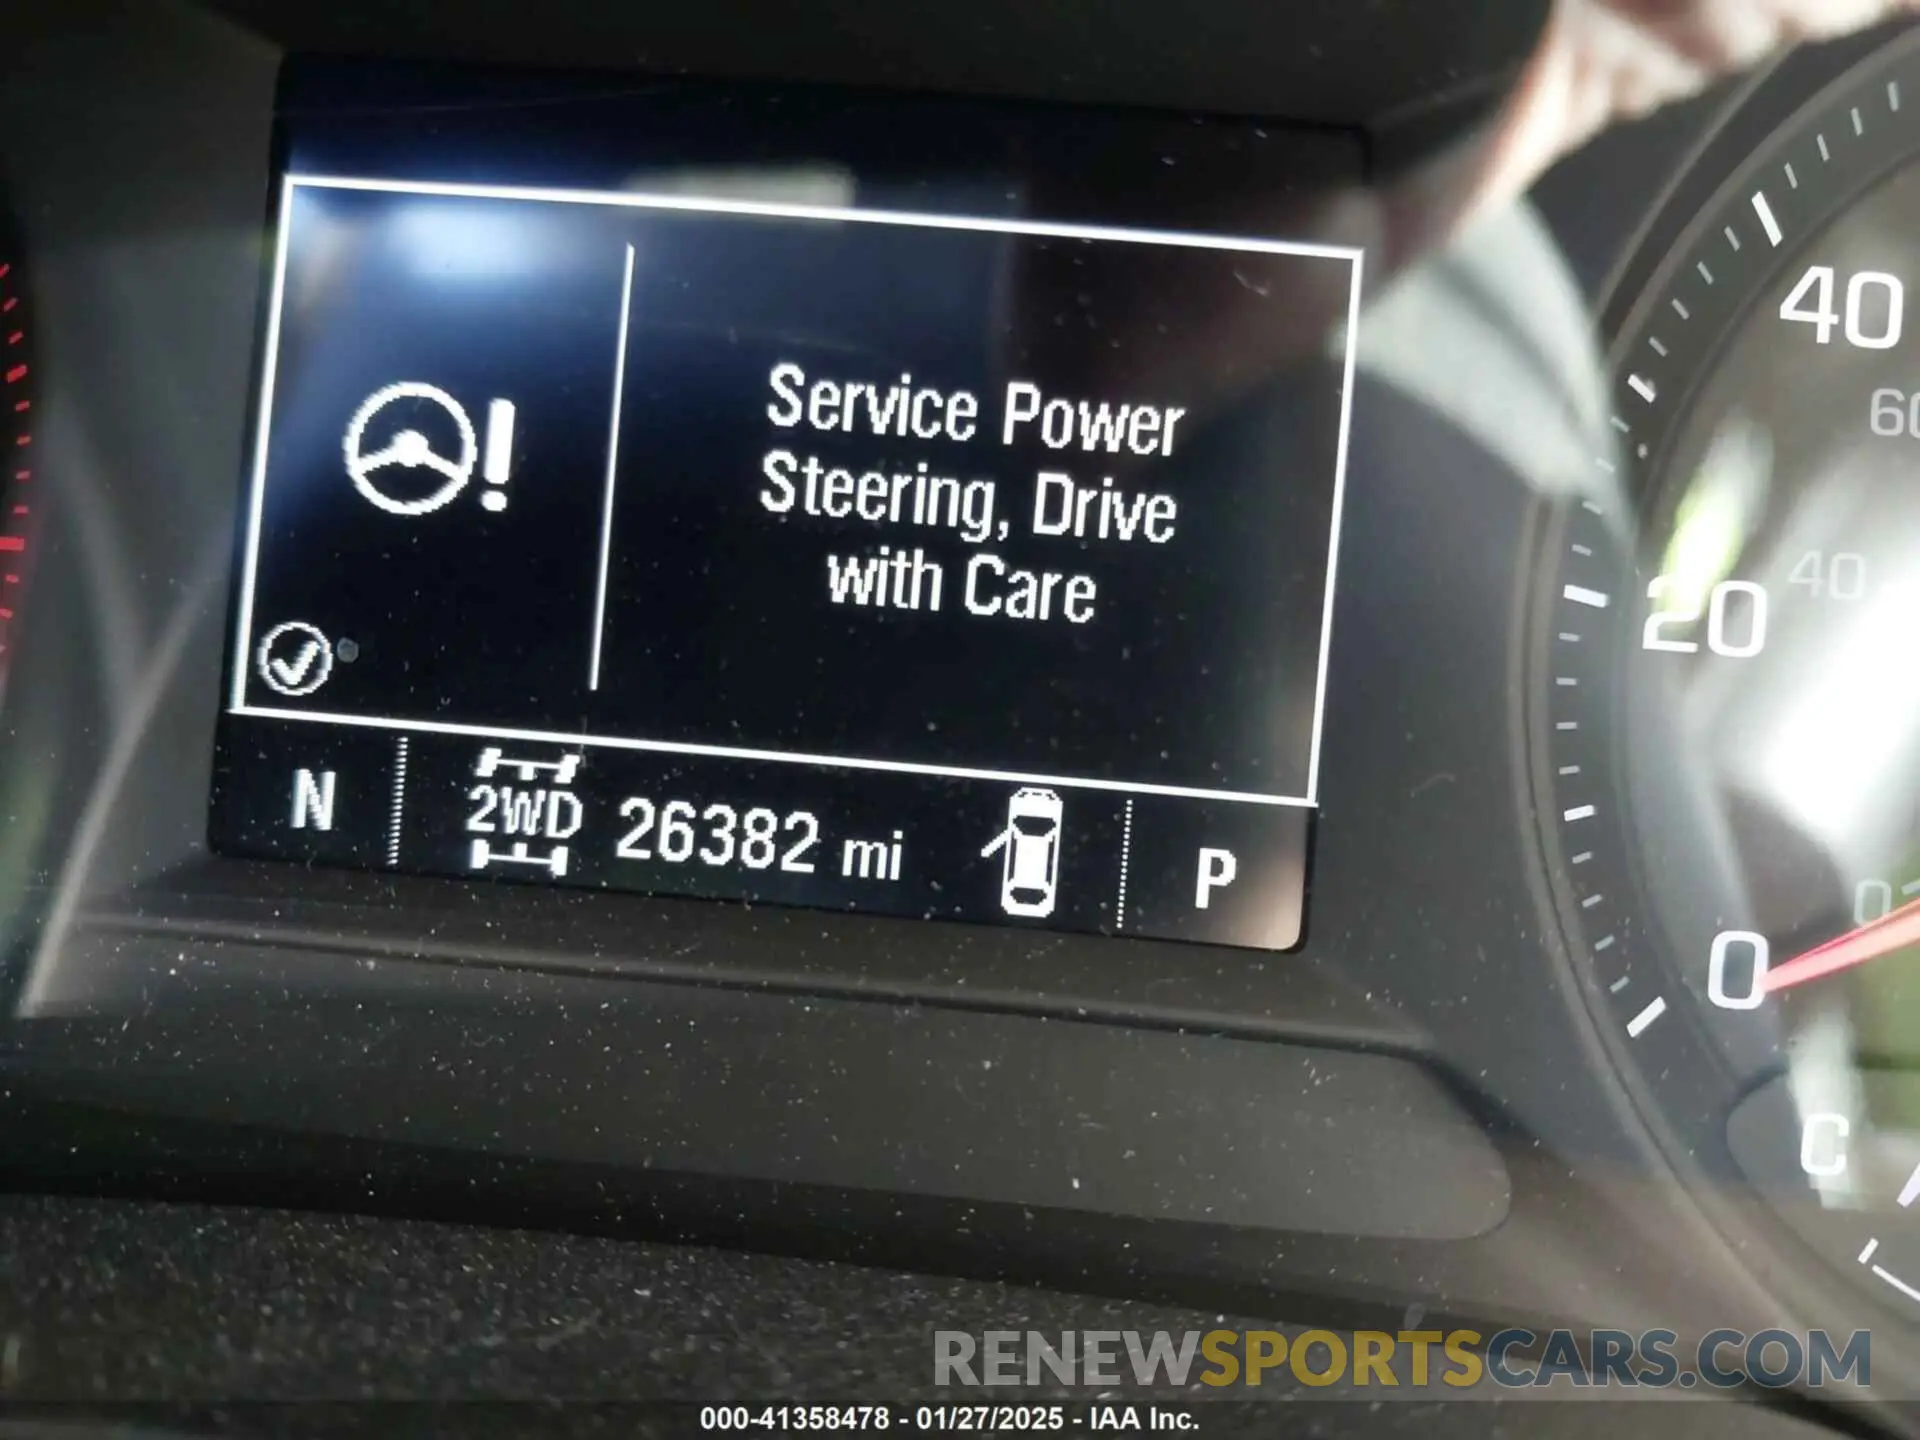 Service Power
Steering, Drive
with Care
N
2WD
26382 mi
P
40
60
20
40
0
0
C
RENEWSPORTSCARS.COM
000-41358478 - 01/27/2025 - IAA Inc.